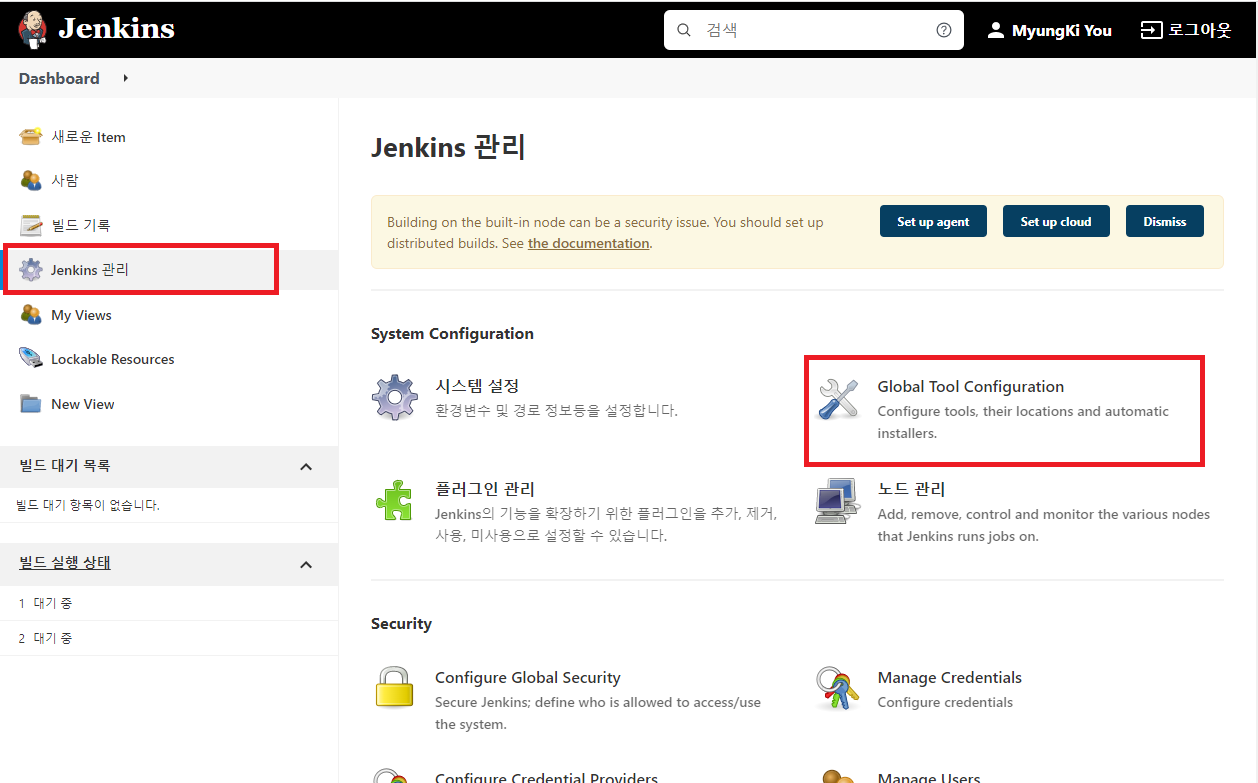 Jenkins
검색
MyungKi You
로그아웃
Dashboard
새로운 Item
사람
빌드 기록
Jenkins 관리
My Views
Lockable Resources
New View
빌드 대기 목록
빌드 대기 항목이 없습니다.
빌드 실행 상태
1 대기 중
2 대기 중
Jenkins 관리
Building on the built-in node can be a security issue. You should set up
distributed builds. See the documentation.
Set up agent
Set up cloud
Dismiss
System Configuration
시스템 설정
환경변수 및 경로 정보등을 설정합니다.
Global Tool Configuration
Configure tools, their locations and automatic
installers.
플러그인 관리
Jenkins의 기능을 확장하기 위한 플러그인을 추가, 제거,
사용, 미사용으로 설정할 수 있습니다.
노드 관리
Add, remove, control and monitor the various nodes
that Jenkins runs jobs on.
Security
Configure Global Security
Secure Jenkins; define who is allowed to access/use
the system.
Manage Credentials
Configure credentials
Configure Credential Providers
Manage Users